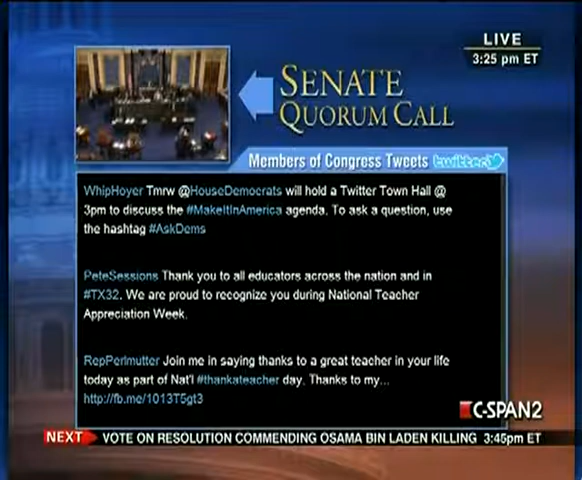 LIVE
3:25 pm ET
SENATE
QUORUM CALL
Members of Congress Tweets twitter
WhipHoyer Tmrw @HouseDemocrats will hold a Twitter Town Hall @
3pm to discuss the #MakeItInAmerica agenda. To ask a question, use
the hashtag #AskDems
PeteSessions Thank you to all educators across the nation and in
#TX32. We are proud to recognize you during National Teacher
Appreciation Week.
RepPerlmutter Join me in saying thanks to a great teacher in your life
today as part of Nat'l #thankateacher day. Thanks to my...
http://fb.me/1013T5gt3
C-SPAN2
NEXT VOTE ON RESOLUTION COMMENDING OSAMA BIN LADEN KILLING 3:45pm ET